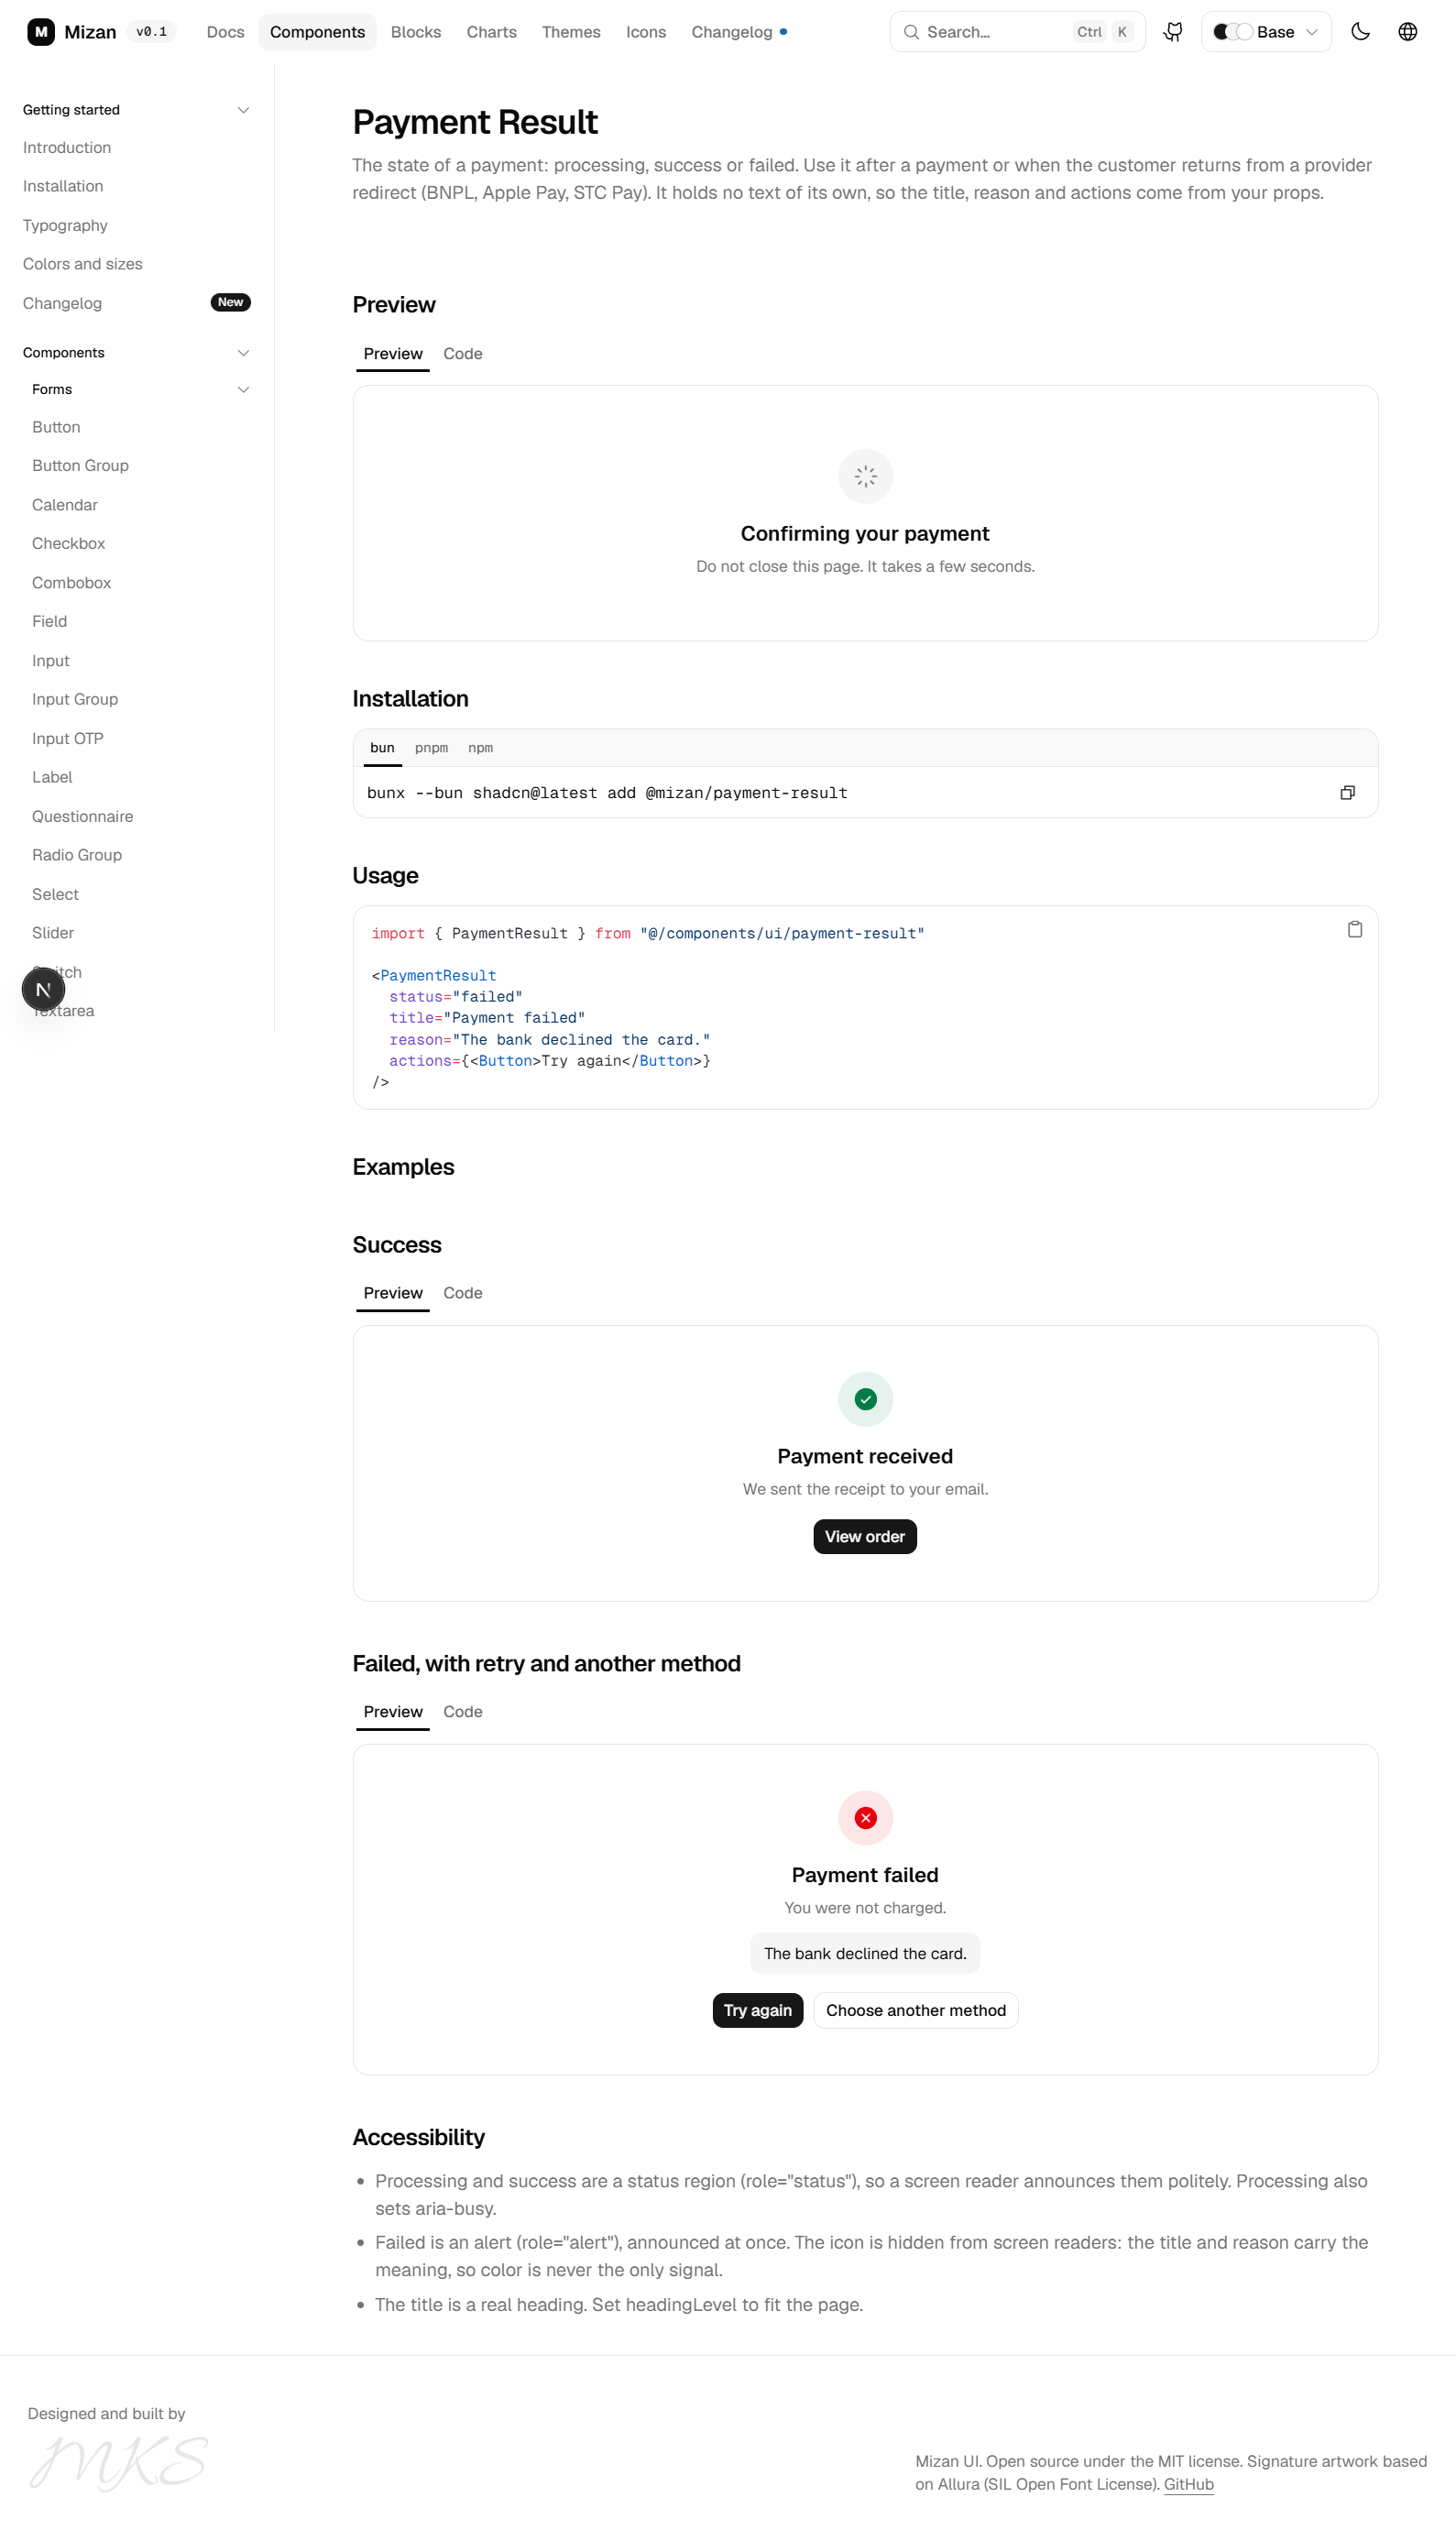 M Mizan v0.1 Docs Components Blocks Charts Themes Icons Changelog Search... Ctrl K Base
Getting started
Introduction
Installation
Typography
Colors and sizes
Changelog New
Components
Forms
Button
Button Group
Calendar
Checkbox
Combobox
Field
Input
Input Group
Input OTP
Label
Questionnaire
Radio Group
Select
Slider
Switch
N
Textarea
Payment Result
The state of a payment: processing, success or failed. Use it after a payment or when the customer returns from a provider
redirect (BNPL, Apple Pay, STC Pay). It holds no text of its own, so the title, reason and actions come from your props.
Preview
Preview Code
Confirming your payment
Do not close this page. It takes a few seconds.
Installation
bun pnpm npm
bunx --bun shadcn@latest add @mizan/payment-result
Usage
import { PaymentResult } from "@/components/ui/payment-result"
<PaymentResult
status="failed"
title="Payment failed"
reason="The bank declined the card."
actions={<Button>Try again</Button>}
/>
Examples
Success
Preview Code
Payment received
We sent the receipt to your email.
View order
Failed, with retry and another method
Preview Code
Payment failed
You were not charged.
The bank declined the card.
Try again Choose another method
Accessibility
• Processing and success are a status region (role="status"), so a screen reader announces them politely. Processing also
sets aria-busy.
• Failed is an alert (role="alert"), announced at once. The icon is hidden from screen readers: the title and reason carry the
meaning, so color is never the only signal.
• The title is a real heading. Set headingLevel to fit the page.
Designed and built by
MKS
Mizan UI. Open source under the MIT license. Signature artwork based
on Allura (SIL Open Font License). GitHub